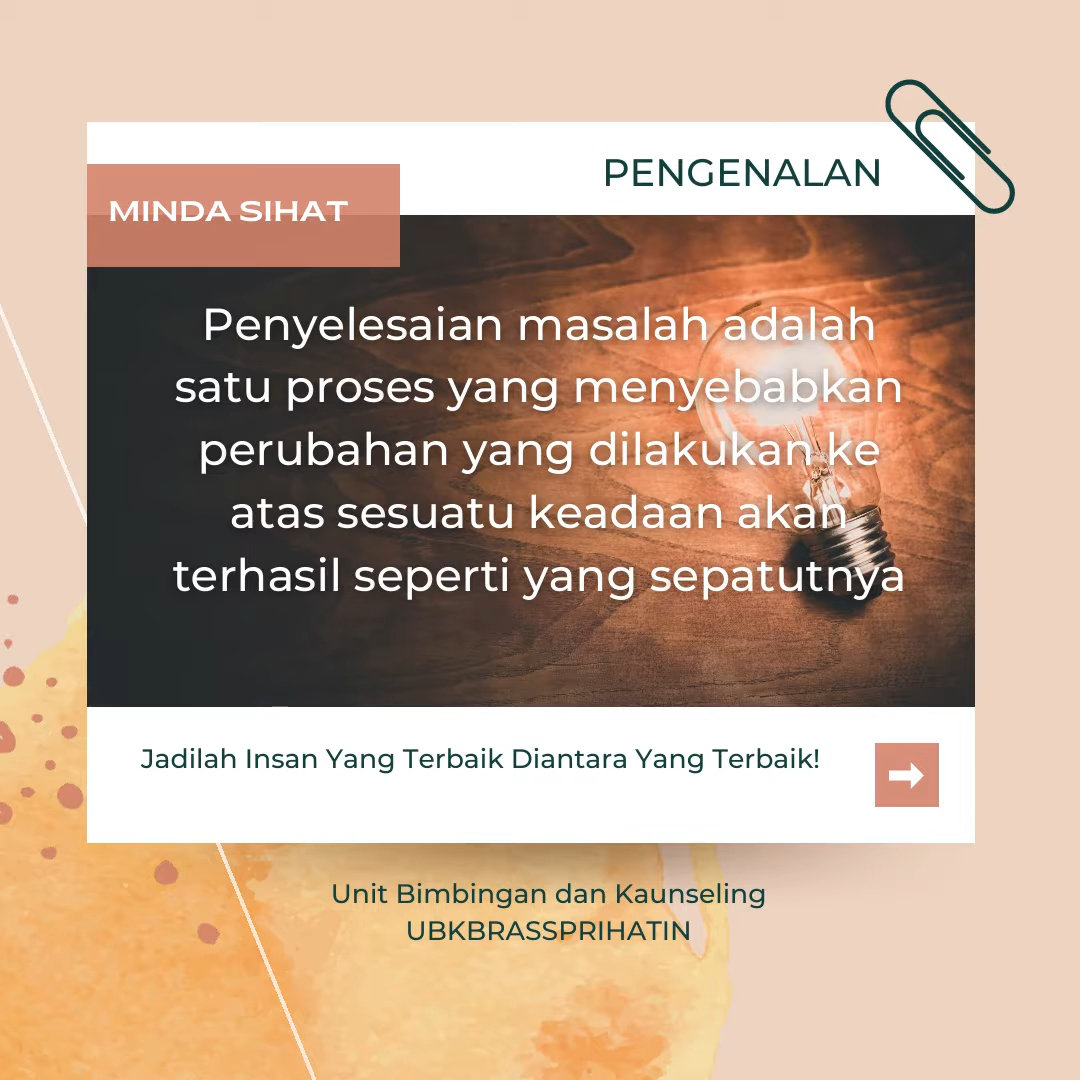 PENGENALAN
MINDA SIHAT
Penyelesaian masalah adalah
satu proses yang menyebabkan
perubahan yang dilakukan ke
atas sesuatu keadaan akan
terhasil seperti yang sepatutnya
Jadilah Insan Yang Terbaik Diantara Yang Terbaik!
Unit Bimbingan dan Kaunseling
UBKBRASSPRIHATIN